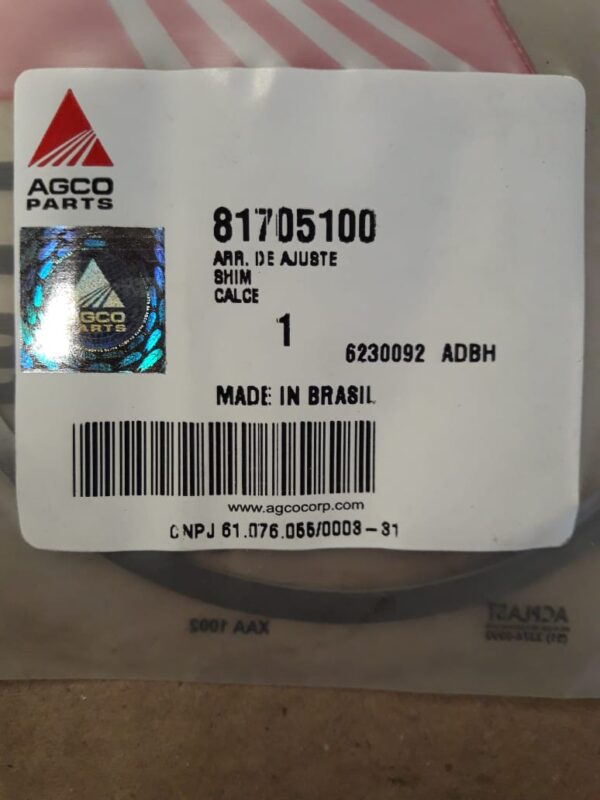 AGCO
PARTS
AGCO
PARTS
81705100
ARR. DE AJUSTE
SHIM
CALCE
1
6230092 ADBH
MADE IN BRASIL
www.agcocorp.com
CNPJ 61.076.055/0003-31
XAA 1002
ACPLAST